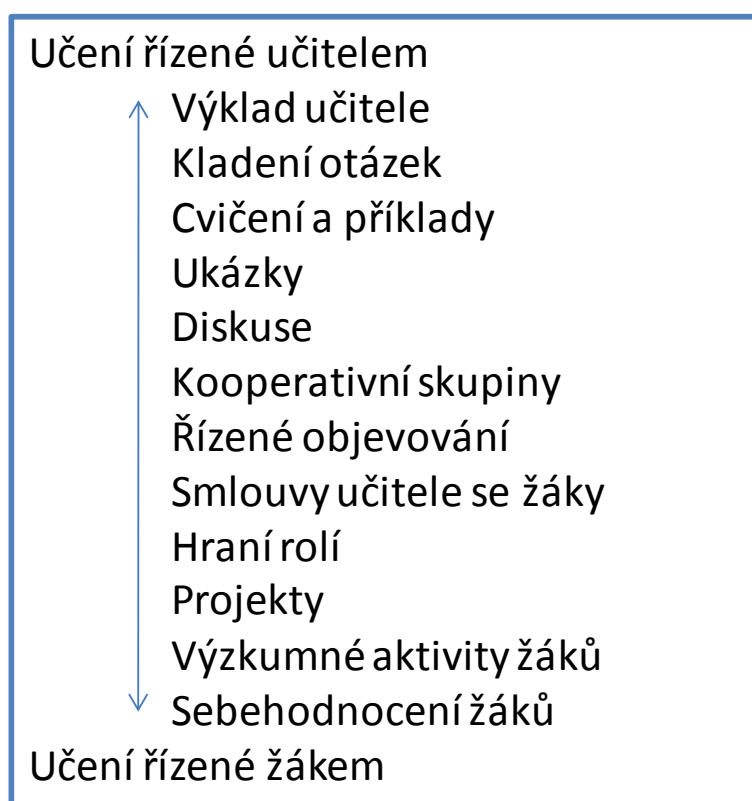 Učení řízené učitelem
Výklad učitele
Kladení otázek
Cvičení a příklady
Ukázky
Diskuse
Kooperativní skupiny
Řízené objevování
Smlouvy učitele se žáky
Hraní rolí
Projekty
Výzkumné aktivity žáků
Sebehodnocení žáků
Učení řízené žákem